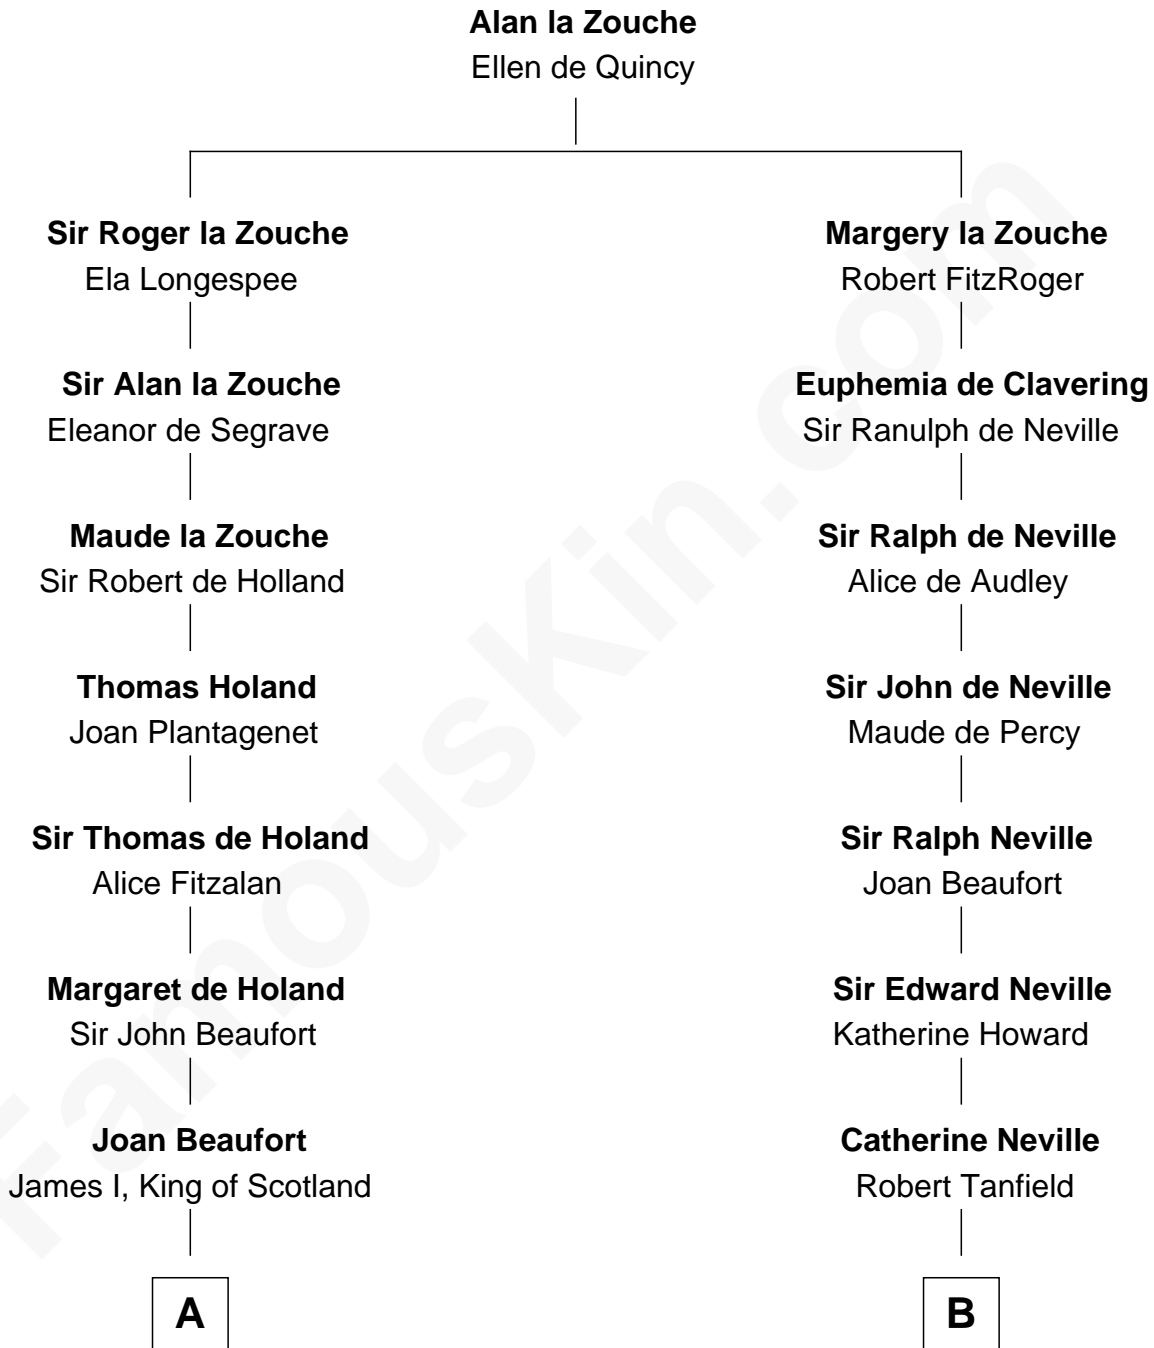 Alan la Zouche
Ellen de Quincy
Sir Roger la Zouche
Ela Longespee
Margery la Zouche
Robert FitzRoger
Sir Alan la Zouche
Eleanor de Segrave
Euphemia de Clavering
Sir Ranulph de Neville
Maude la Zouche
Sir Robert de Holland
Sir Ralph de Neville
Alice de Audley
Thomas Holand
Joan Plantagenet
Sir John de Neville
Maude de Percy
Sir Thomas de Holand
Alice Fitzalan
Sir Ralph Neville
Joan Beaufort
Margaret de Holand
Sir John Beaufort
Sir Edward Neville
Katherine Howard
Joan Beaufort
James I, King of Scotland
Catherine Neville
Robert Tanfield
A
B
FamousKin.com